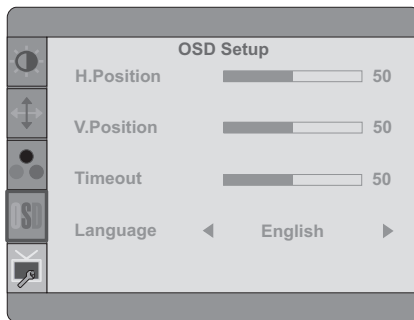 OSD Setup
H.Position 50
V.Position 50
Timeout 50
OSD
Language English